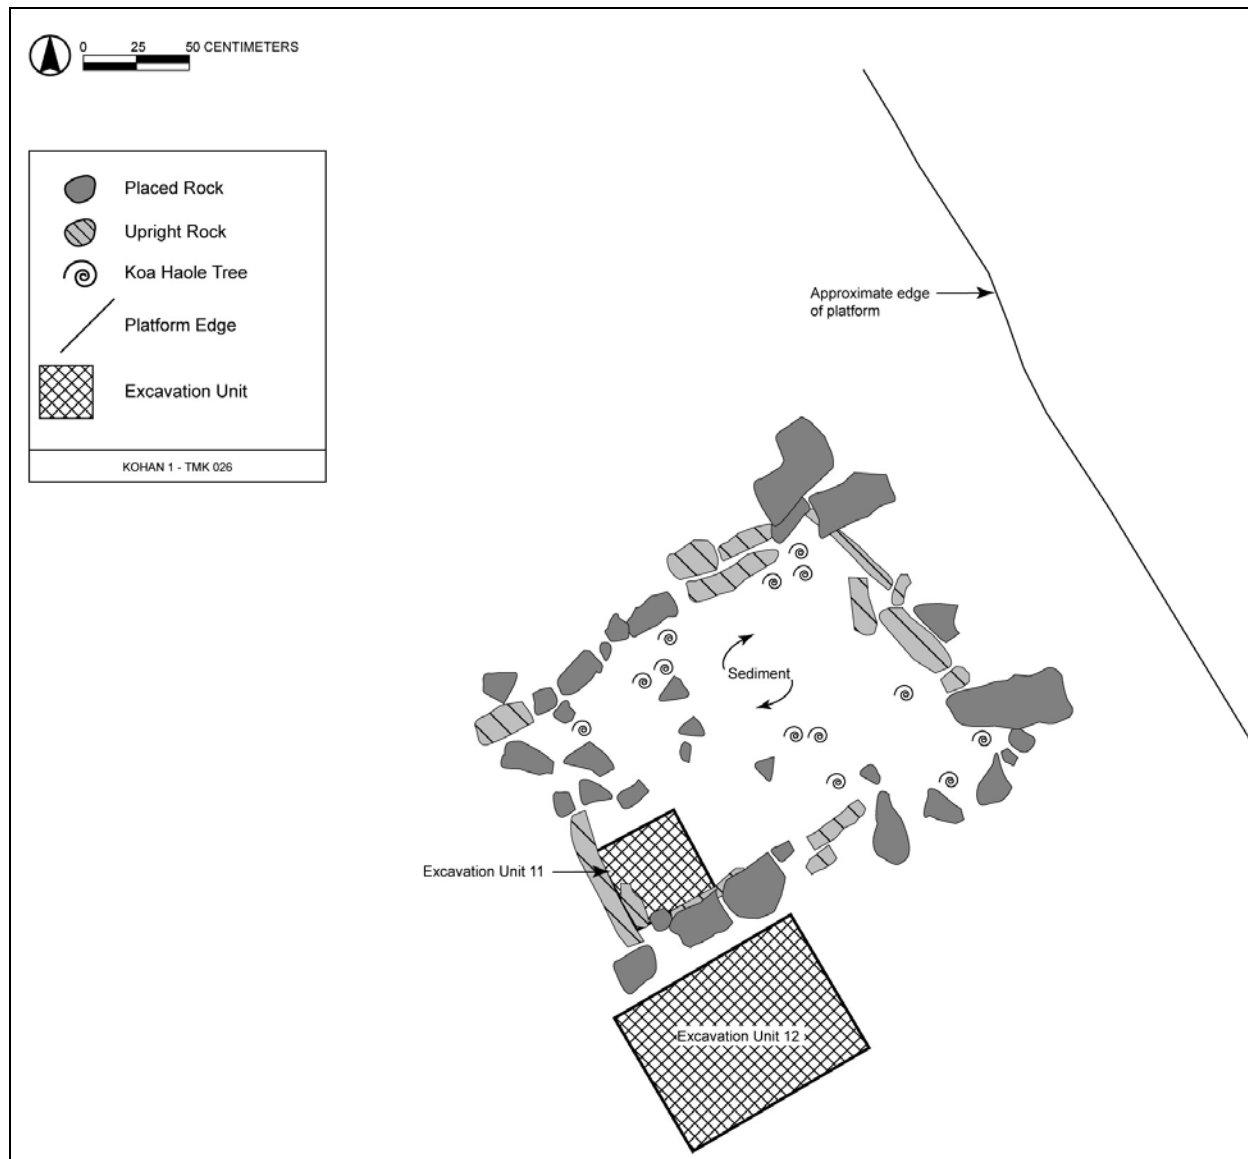 0 25 50 CENTIMETERS
Placed Rock
Upright Rock
Koa Haole Tree
Platform Edge
Excavation Unit
KOHAN 1 - TMK 026
Approximate edge
of platform
Sediment
Excavation Unit 11
Excavation Unit 12